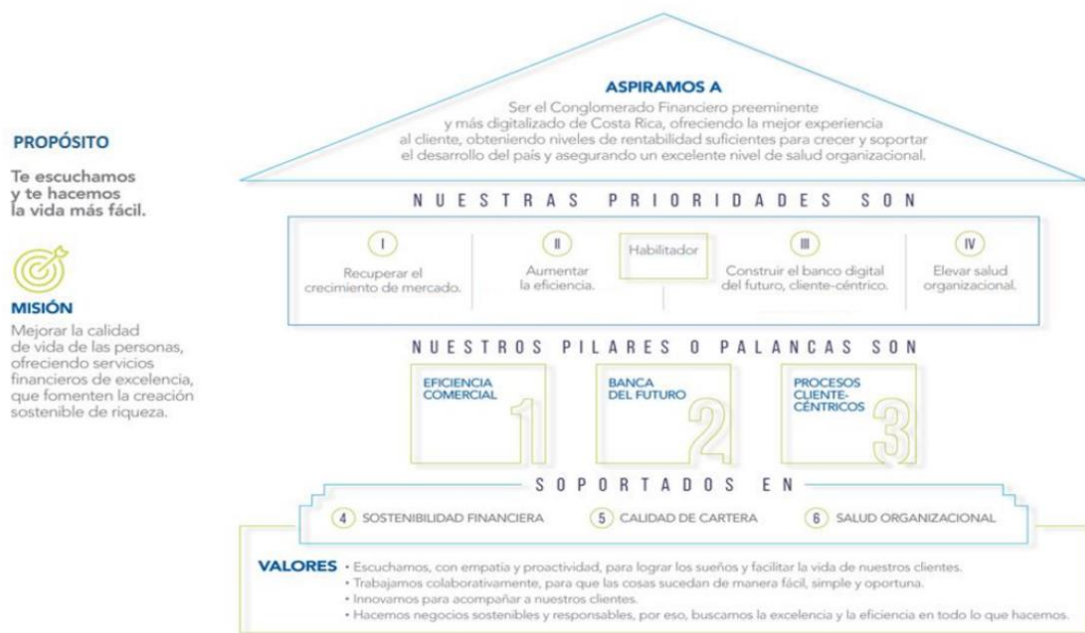 PROPÓSITO
Te escuchamos
y te hacemos
la vida más fácil.
MISIÓN
Mejorar la calidad
de vida de las personas,
ofreciendo servicios
financieros de excelencia,
que fomenten la creación
sostenible de riqueza.
ASPIRAMOS A
Ser el Conglomerado Financiero preeminente
y más digitalizado de Costa Rica, ofreciendo la mejor experiencia
al cliente, obteniendo niveles de rentabilidad suficientes para crecer y soportar
el desarrollo del país y asegurando un excelente nivel de salud organizacional.
NUESTRAS PRIORIDADES SON
I
Recuperar el
crecimiento de mercado.
II
Aumentar
la eficiencia.
Habilitador
III
Construir el banco digital
del futuro, cliente-céntrico.
IV
Elevar salud
organizacional.
NUESTROS PILARES O PALANCAS SON
EFICIENCIA
COMERCIAL
1
BANCA
DEL FUTURO
2
PROCESOS
CLIENTE-
CÉNTRICOS
3
SOPORTADOS EN
4 SOSTENIBILIDAD FINANCIERA
5 CALIDAD DE CARTERA
6 SALUD ORGANIZACIONAL
VALORES • Escuchamos, con empatía y proactividad, para lograr los sueños y facilitar la vida de nuestros clientes.
• Trabajamos colaborativamente, para que las cosas sucedan de manera fácil, simple y oportuna.
• Innovamos para acompañar a nuestros clientes.
• Hacemos negocios sostenibles y responsables, por eso, buscamos la excelencia y la eficiencia en todo lo que hacemos.